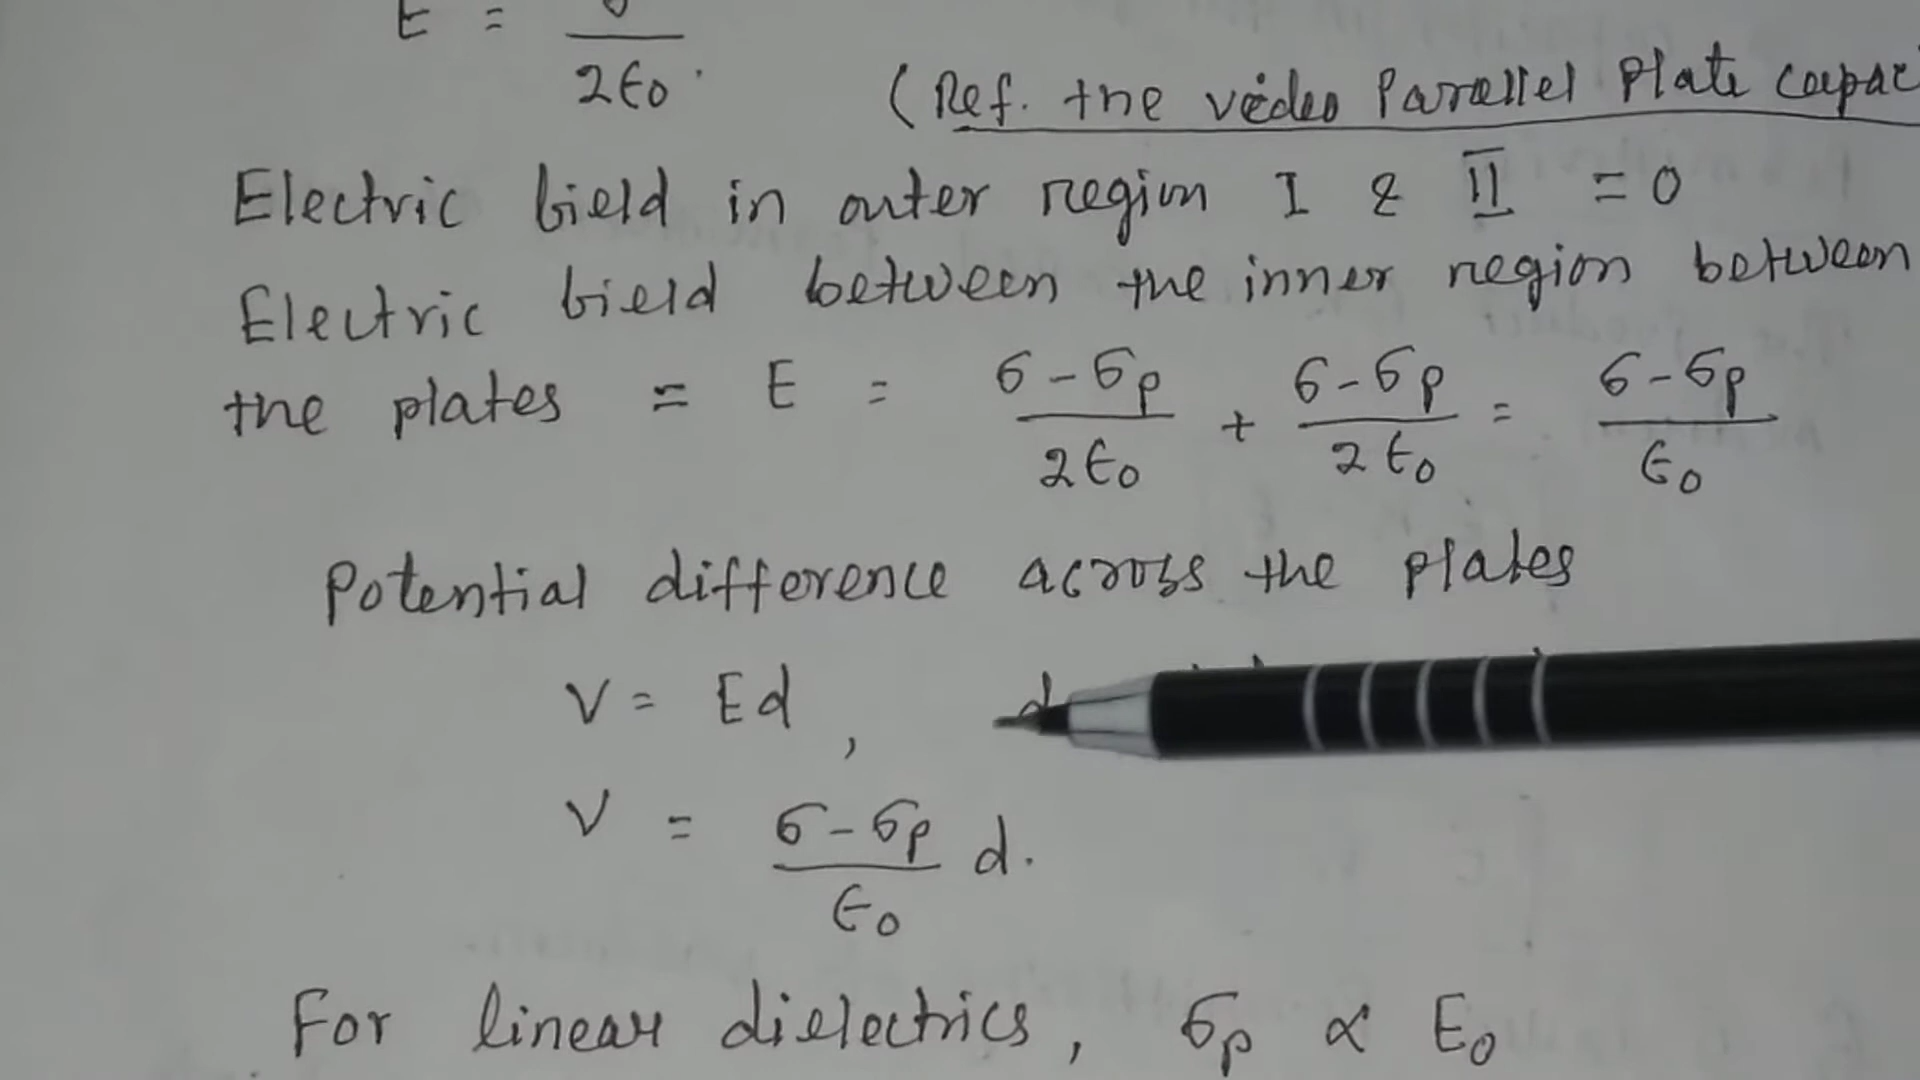 E = σ/2ϵ0.
(Ref. the video Parallel Plate capac
Electric field in outer region I & II = 0
Electric field between the inner region between
the plates = E = σ-σp/2ϵ0 + σ-σp/2ϵ0 = σ-σp/ϵ0
Potential difference across the plates
V = Ed, d
V = σ-σp/ϵ0 d.
For linear dielectrics, σp ∝ E0